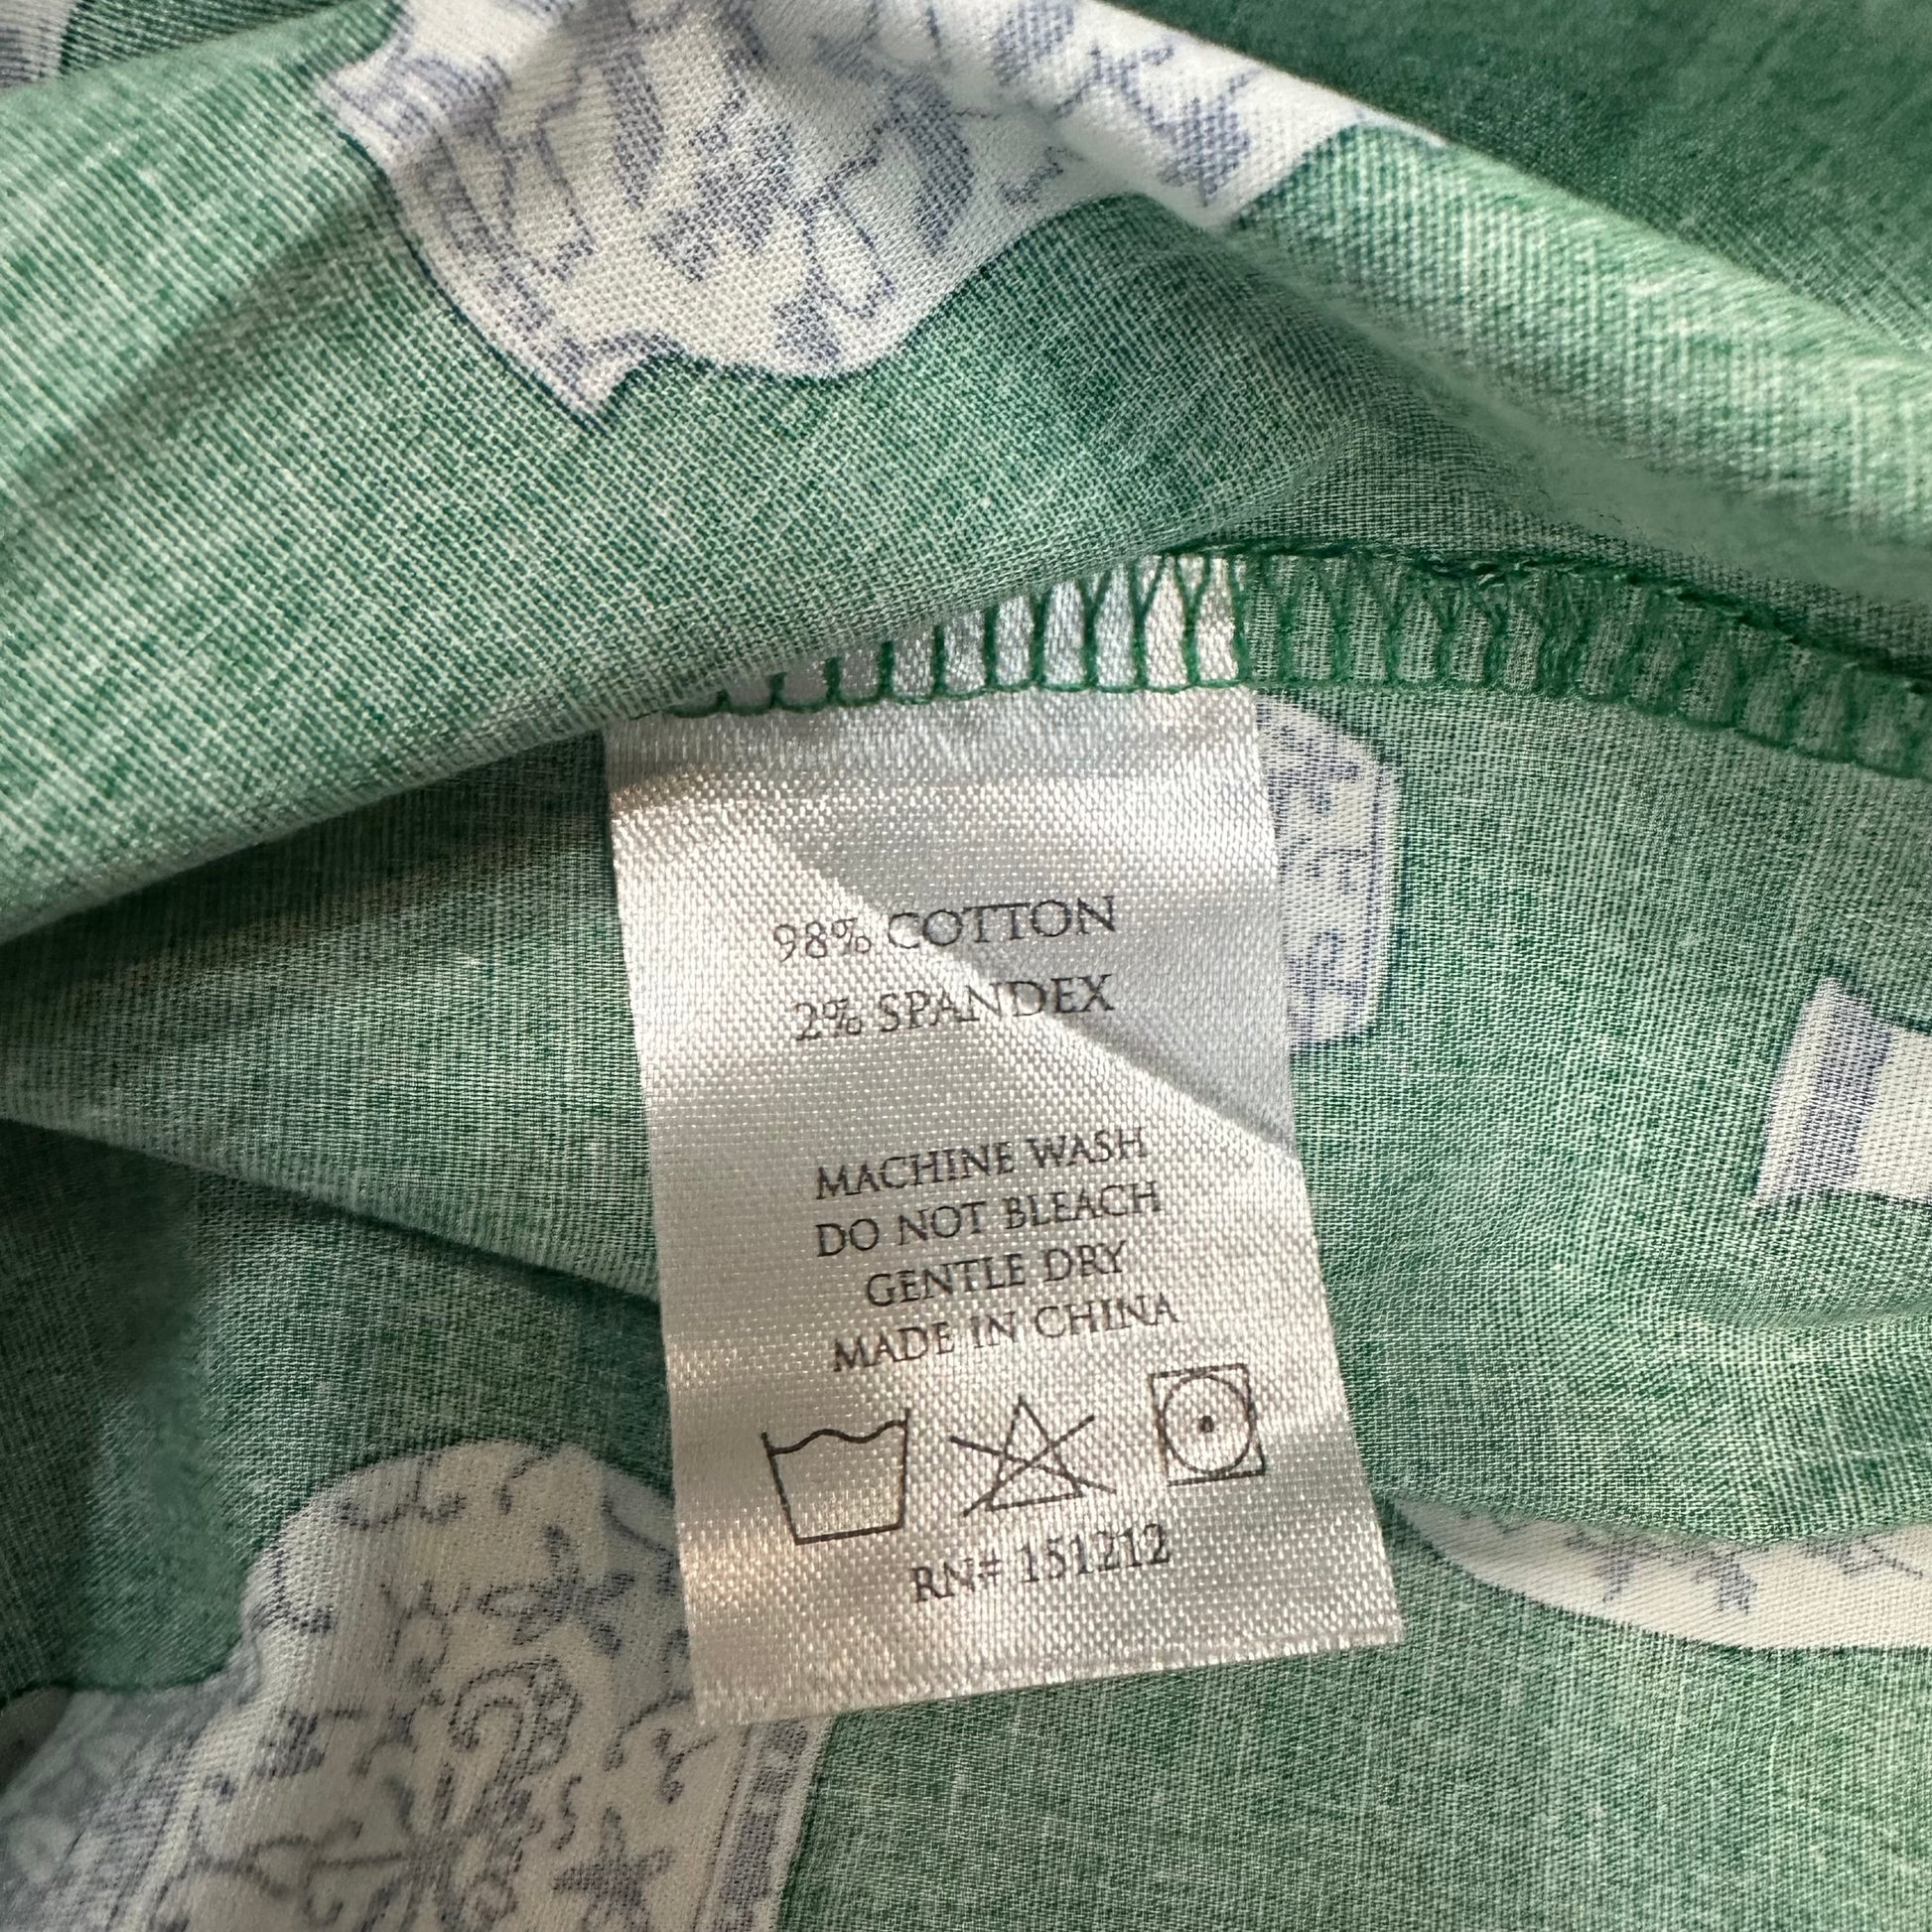 98% COTTON
2% SPANDEX
MACHINE WASH
DO NOT BLEACH
GENTLE DRY
MADE IN CHINA
RN# 151212